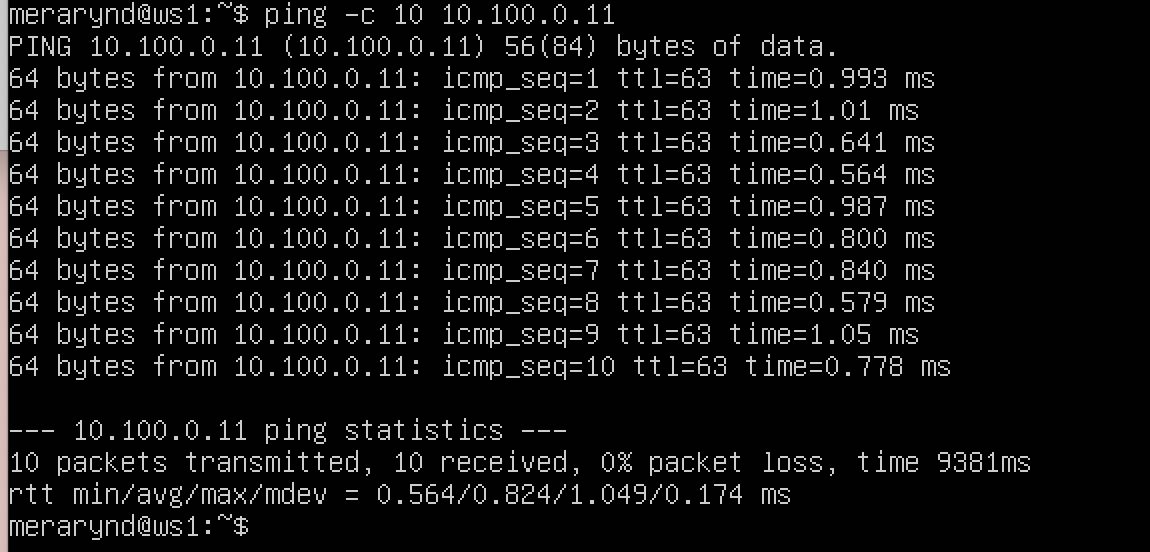 merarynd@ws1:~$ ping -c 10 10.100.0.11
PING 10.100.0.11 (10.100.0.11) 56(84) bytes of data.
64 bytes from 10.100.0.11: icmp_seq=1 ttl=63 time=0.993 ms
64 bytes from 10.100.0.11: icmp_seq=2 ttl=63 time=1.01 ms
64 bytes from 10.100.0.11: icmp_seq=3 ttl=63 time=0.641 ms
64 bytes from 10.100.0.11: icmp_seq=4 ttl=63 time=0.564 ms
64 bytes from 10.100.0.11: icmp_seq=5 ttl=63 time=0.987 ms
64 bytes from 10.100.0.11: icmp_seq=6 ttl=63 time=0.800 ms
64 bytes from 10.100.0.11: icmp_seq=7 ttl=63 time=0.840 ms
64 bytes from 10.100.0.11: icmp_seq=8 ttl=63 time=0.579 ms
64 bytes from 10.100.0.11: icmp_seq=9 ttl=63 time=1.05 ms
64 bytes from 10.100.0.11: icmp_seq=10 ttl=63 time=0.778 ms
--- 10.100.0.11 ping statistics ---
10 packets transmitted, 10 received, 0% packet loss, time 9381ms
rtt min/avg/max/mdev = 0.564/0.824/1.049/0.174 ms
merarynd@ws1:~$